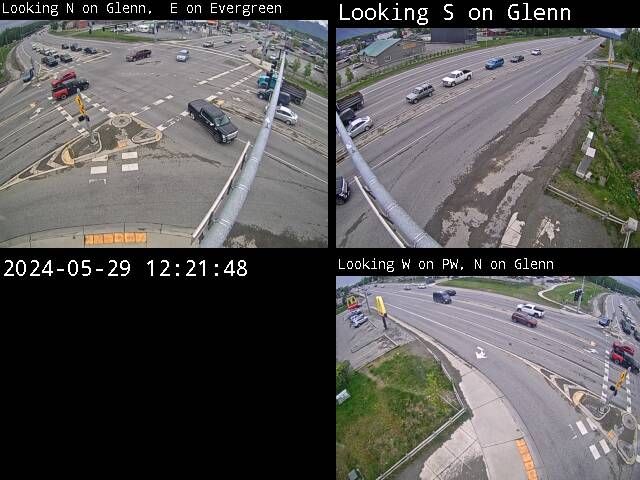 Looking N on Glenn, E on Evergreen
Looking S on Glenn
2024-05-29 12:21:48
Looking W on PW, N on Glenn